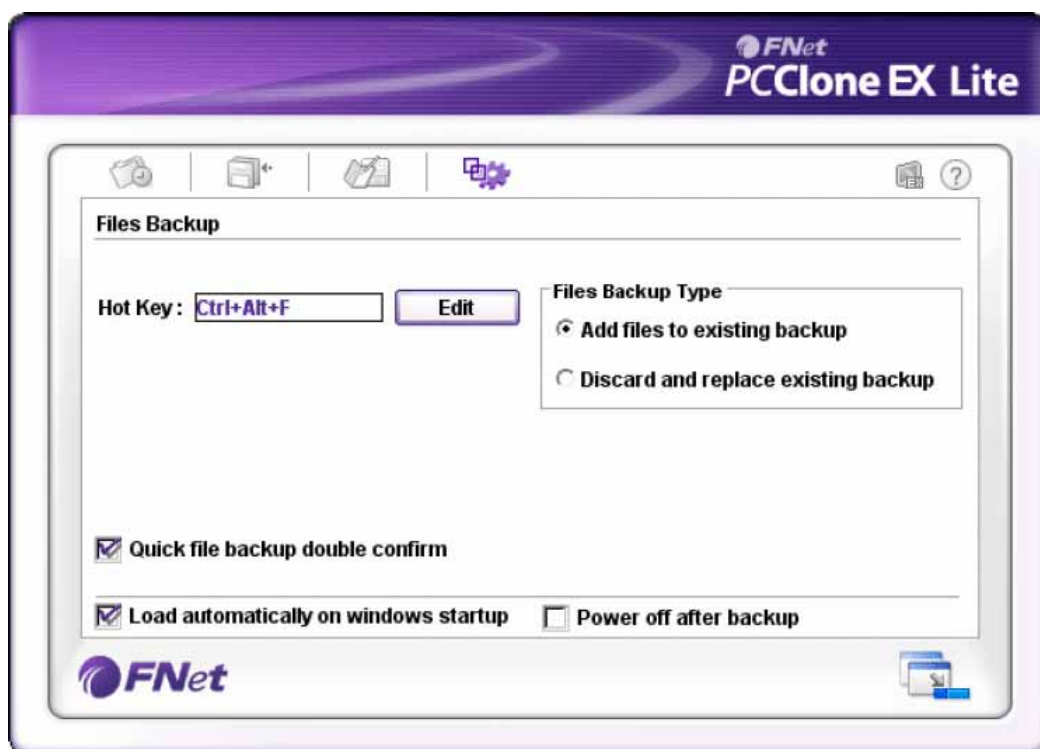 FNet
PCClone EX Lite
EX
?
Files Backup
Hot Key : Ctrl+Alt+F Edit
Files Backup Type
Add files to existing backup
Discard and replace existing backup
Quick file backup double confirm
Load automatically on windows startup
Power off after backup
FNet